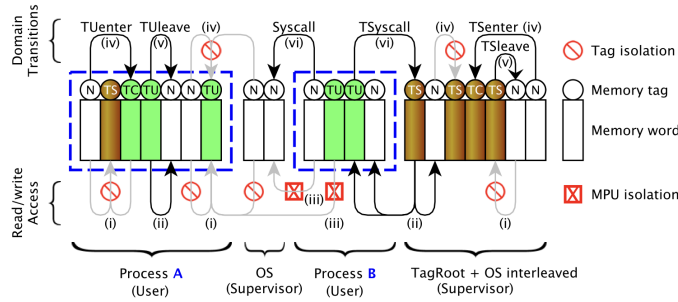 Domain
Transitions
TUenter
(iv)
TUleave
(v)
(iv)
Syscall
(vi)
TSyscall
(vi)
(iv)
TSenter (iv)
TSleave
(v)
Tag isolation
N TS TC TU N N TU N N N TU TU N TS N TS TC TS N N
Memory tag
Memory word
Read/write
Access
(i) (ii) (i) (iii) (iii) (ii) (i)
MPU isolation
Process A
(User)
OS
(Supervisor)
Process B
(User)
TagRoot + OS interleaved
(Supervisor)